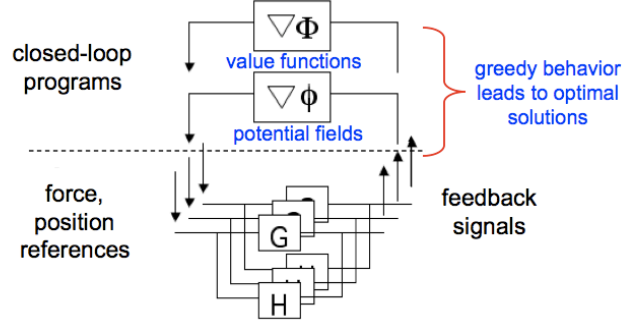 ∇Φ
closed-loop
programs
value functions
greedy behavior
leads to optimal
solutions
∇ϕ
potential fields
force,
position
references
feedback
signals
G
H